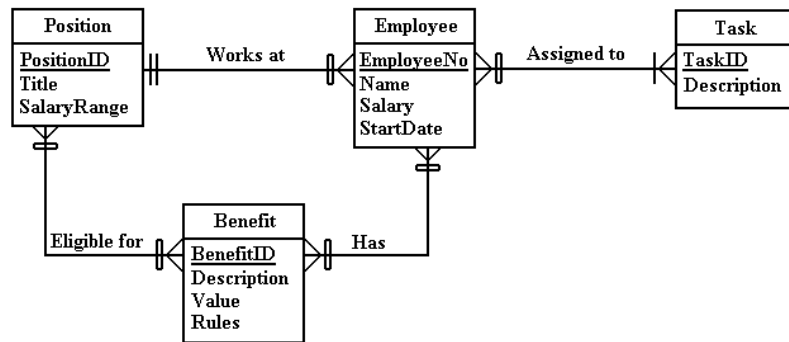 Position
PositionID
Title
SalaryRange
Works at
Employee
EmployeeNo
Name
Salary
StartDate
Assigned to
Task
TaskID
Description
Eligible for
Benefit
BenefitID
Description
Value
Rules
Has